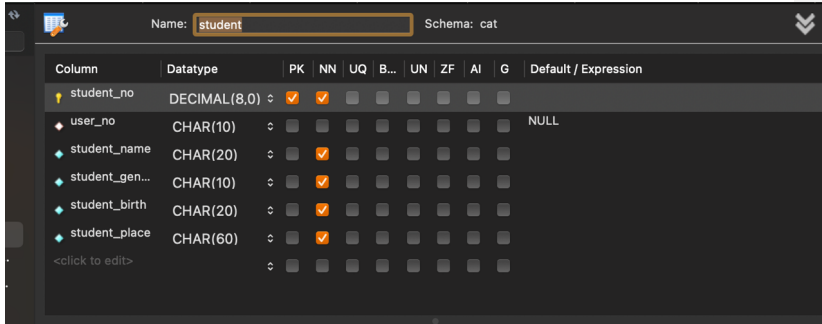 Name: student Schema: cat
Column Datatype PK NN UQ B... UN ZF AI G Default / Expression
student_no DECIMAL(8,0)
user_no CHAR(10) NULL
student_name CHAR(20)
student_gen... CHAR(10)
student_birth CHAR(20)
student_place CHAR(60)
<click to edit>